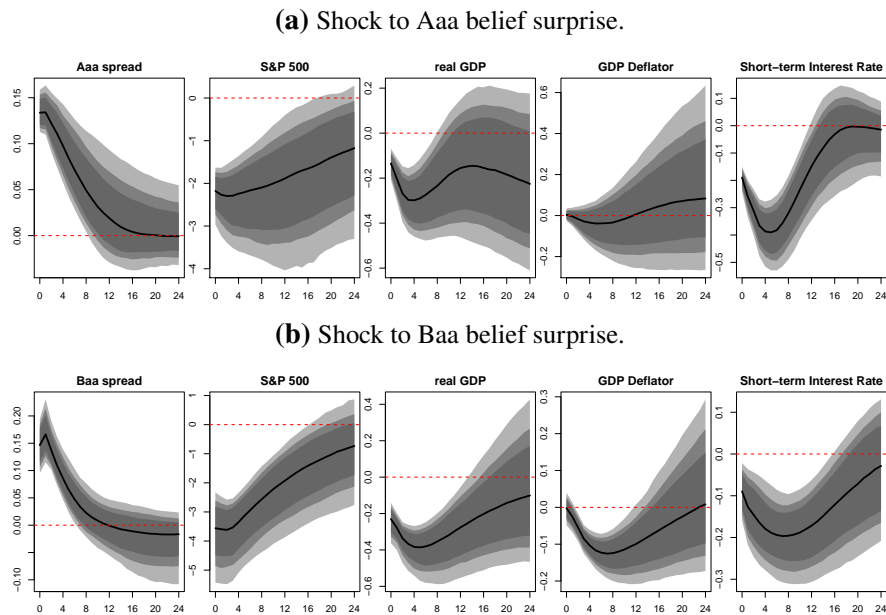 (a) Shock to Aaa belief surprise.
Aaa spread S&P 500 real GDP GDP Deflator Short−term Interest Rate
0.15 0.10 0.05 0.00
0 −1 −2 −3 −4
0.2 0.0 −0.2 −0.4 −0.6
0.6 0.4 0.2 0.0 −0.2
0.1 −0.1 −0.3 −0.5
0 4 8 12 16 20 24 0 4 8 12 16 20 24 0 4 8 12 16 20 24 0 4 8 12 16 20 24 0 4 8 12 16 20 24
(b) Shock to Baa belief surprise.
Baa spread S&P 500 real GDP GDP Deflator Short−term Interest Rate
0.20 0.15 0.10 0.05 0.00 −0.10
1 0 −1 −2 −3 −4 −5
0.4 0.2 0.0 −0.2 −0.4 −0.6
0.3 0.2 0.1 0.0 −0.1 −0.2
0.1 0.0 −0.1 −0.2 −0.3
0 4 8 12 16 20 24 0 4 8 12 16 20 24 0 4 8 12 16 20 24 0 4 8 12 16 20 24 0 4 8 12 16 20 24